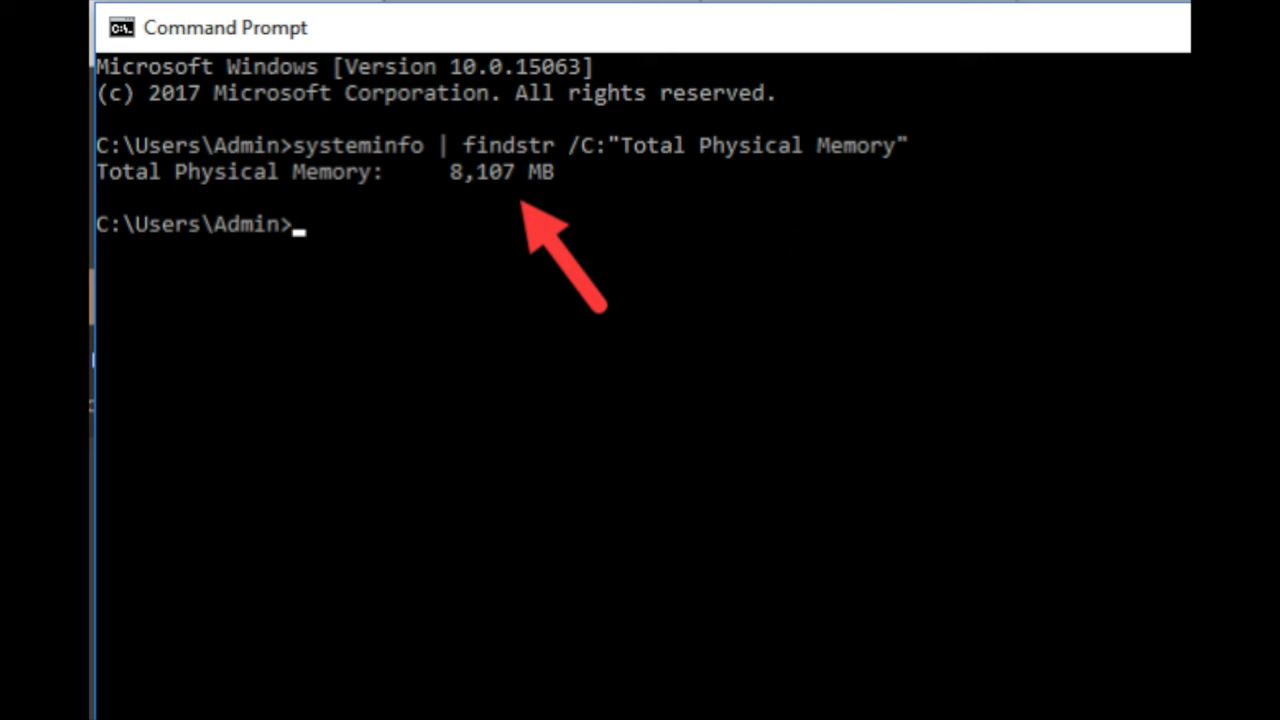 Command Prompt
Microsoft Windows [Version 10.0.15063]
(c) 2017 Microsoft Corporation. All rights reserved.
C:\Users\Admin>systeminfo | findstr /C:"Total Physical Memory"
Total Physical Memory:     8,107 MB
C:\Users\Admin>